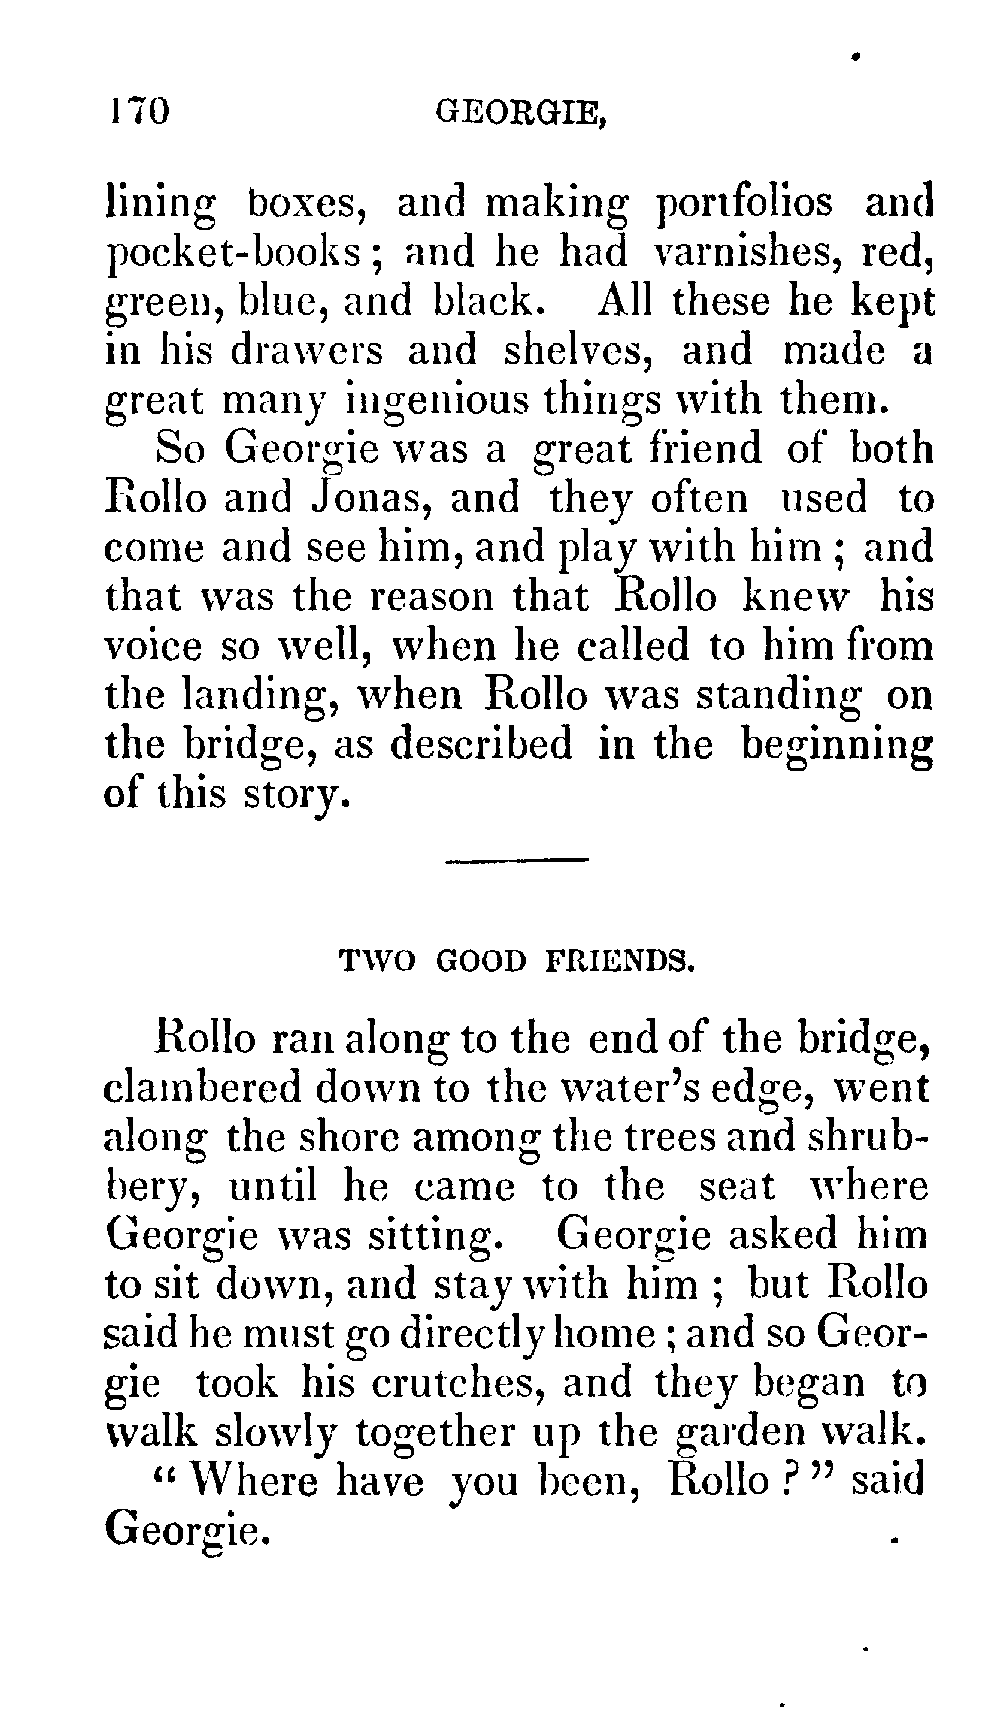 170 GEORGIE,
lining boxes, and making portfolios and
pocket-books; and he had varnishes, red,
green, blue, and black. All these he kept
in his drawers and shelves, and made a
great many ingenious things with them.
So Georgie was a great friend of both
Rollo and Jonas, and they often used to
come and see him, and play with him; and
that was the reason that Rollo knew his
voice so well, when he called to him from
the landing, when Rollo was standing on
the bridge, as described in the beginning
of this story.
TWO GOOD FRIENDS.
Rollo ran along to the end of the bridge,
clambered down to the water's edge, went
along the shore among the trees and shrub-
bery, until he came to the seat where
Georgie was sitting. Georgie asked him
to sit down, and stay with him; but Rollo
said he must go directly home; and so Geor-
gie took his crutches, and they began to
walk slowly together up the garden walk.
"Where have you been, Rollo?" said
Georgie.